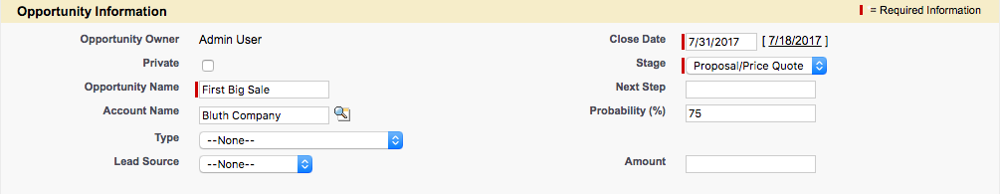 Opportunity Information
= Required Information
Opportunity Owner Admin User
Close Date 7/31/2017 [ 7/18/2017 ]
Private
Stage Proposal/Price Quote
Opportunity Name First Big Sale
Next Step
Account Name Bluth Company
Probability (%) 75
Type --None--
Lead Source --None--
Amount